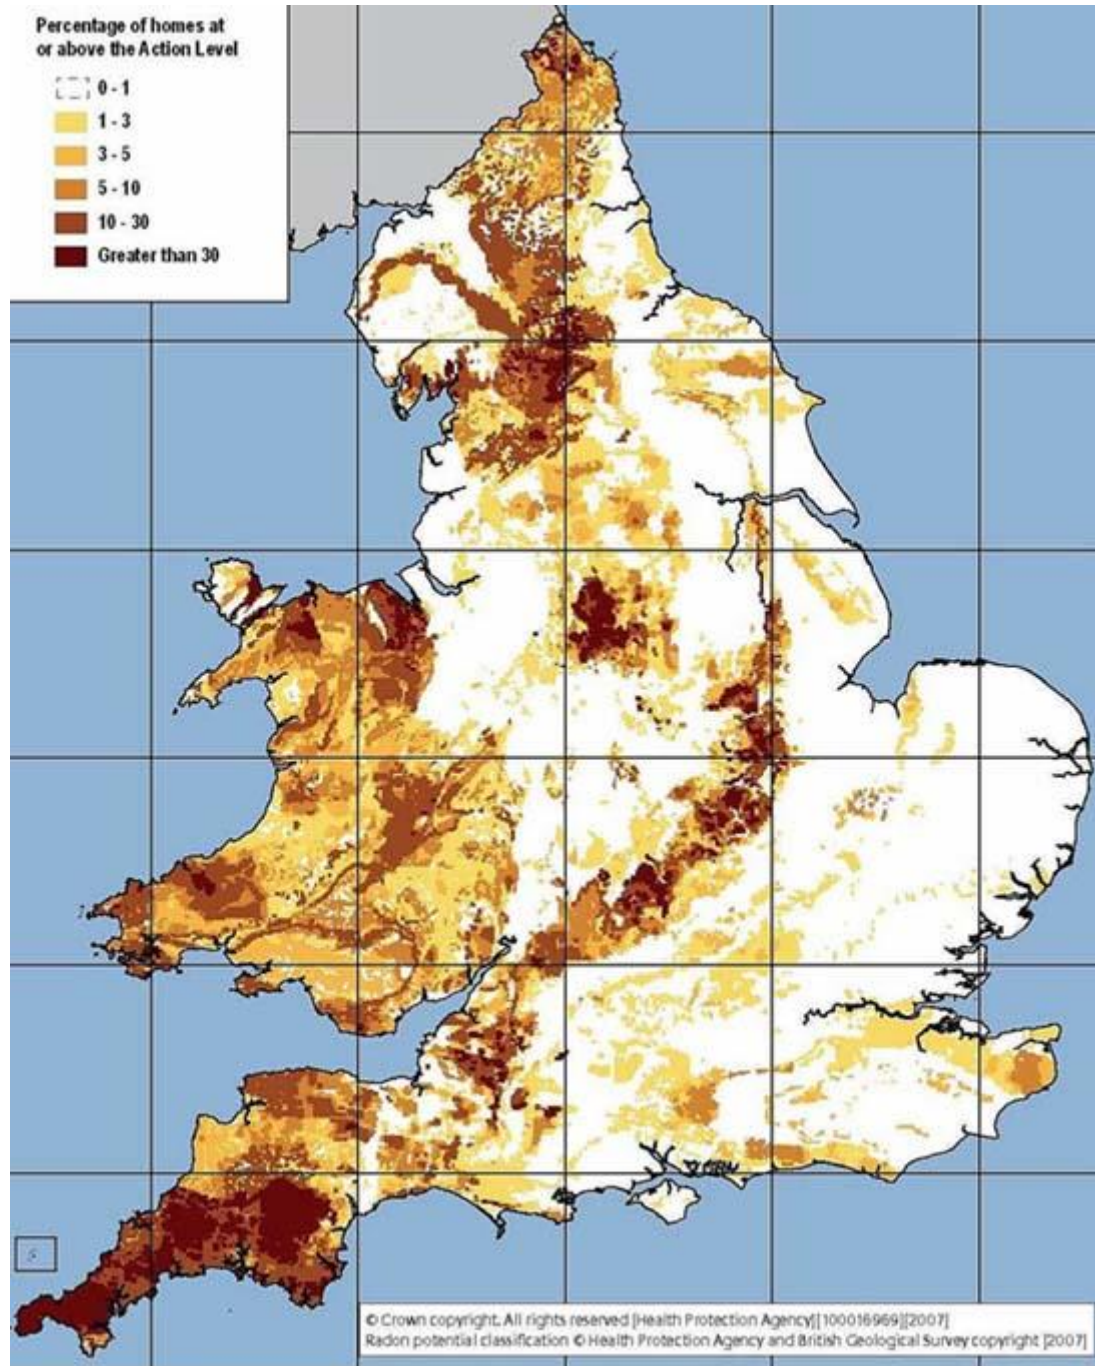 Percentage of homes at
or above the Action Level
0 - 1
1 - 3
3 - 5
5 - 10
10 - 30
Greater than 30
© Crown copyright. All rights reserved [Health Protection Agency][100016969][2007]
Radon potential classification © Health Protection Agency and British Geological Survey copyright [2007]